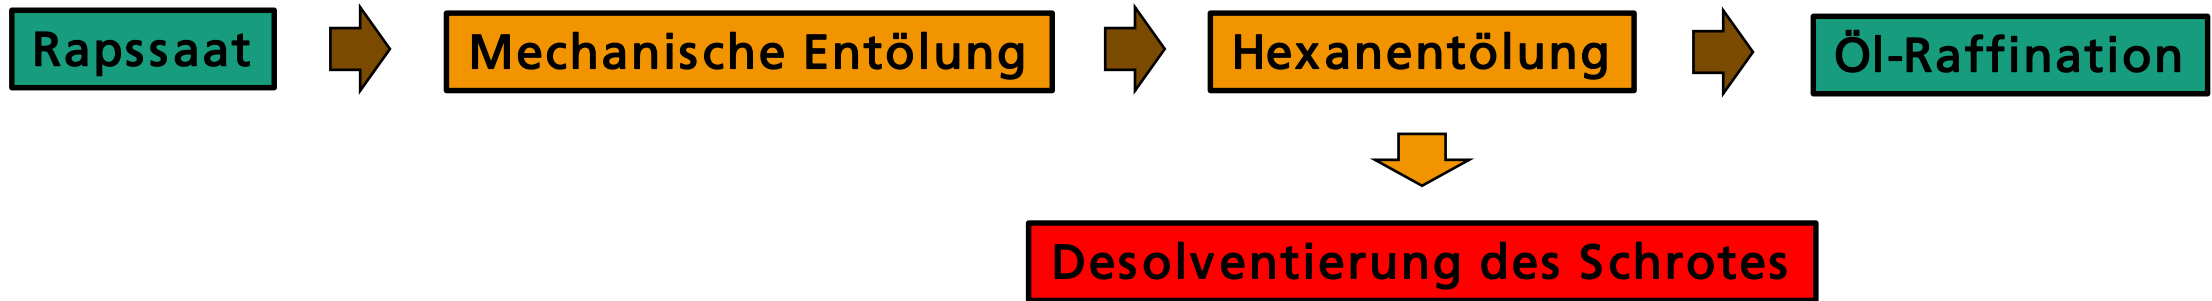 Rapssaat
Mechanische Entölung
Hexanentölung
Öl-Raffination
Desolventierung des Schrotes